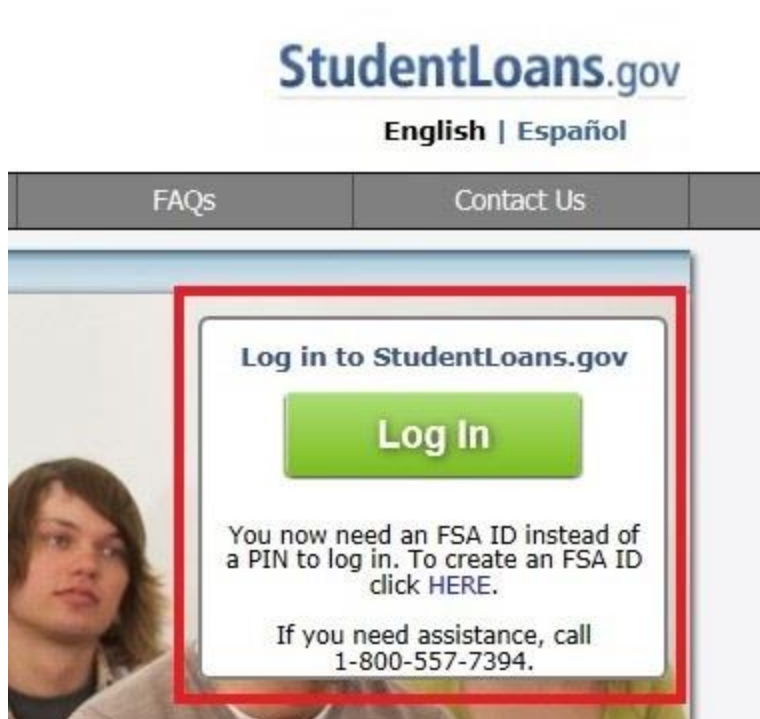 StudentLoans.gov
English | Español
FAQs
Contact Us
Log in to StudentLoans.gov
Log In
You now need an FSA ID instead of
a PIN to log in. To create an FSA ID
click HERE.
If you need assistance, call
1-800-557-7394.